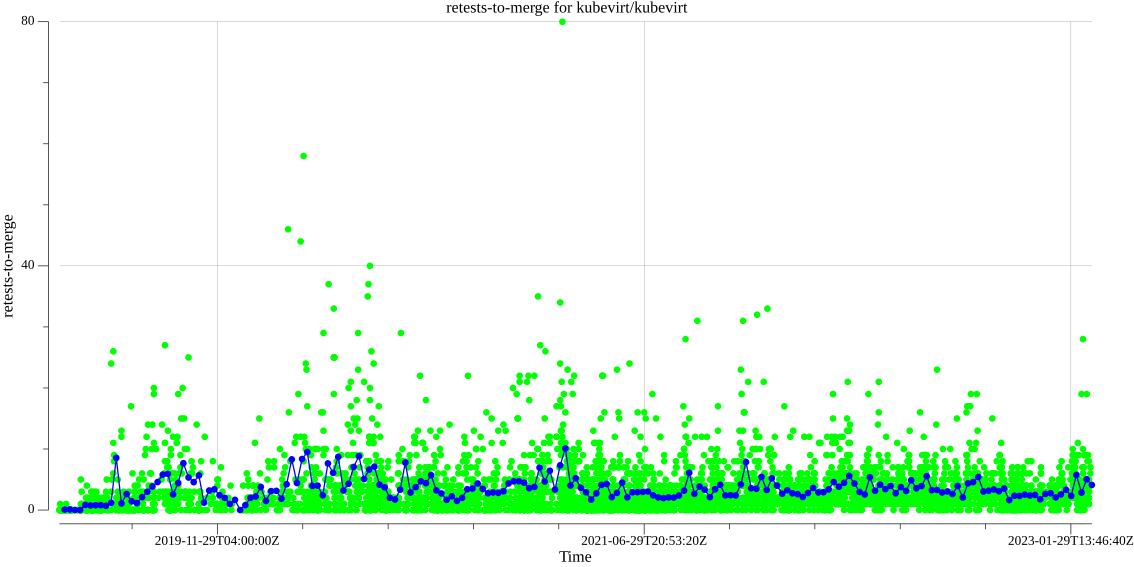 retests-to-merge for kubevirt/kubevirt
80
40
0
retests-to-merge
2019-11-29T04:00:00Z
2021-06-29T20:53:20Z
2023-01-29T13:46:40Z
Time